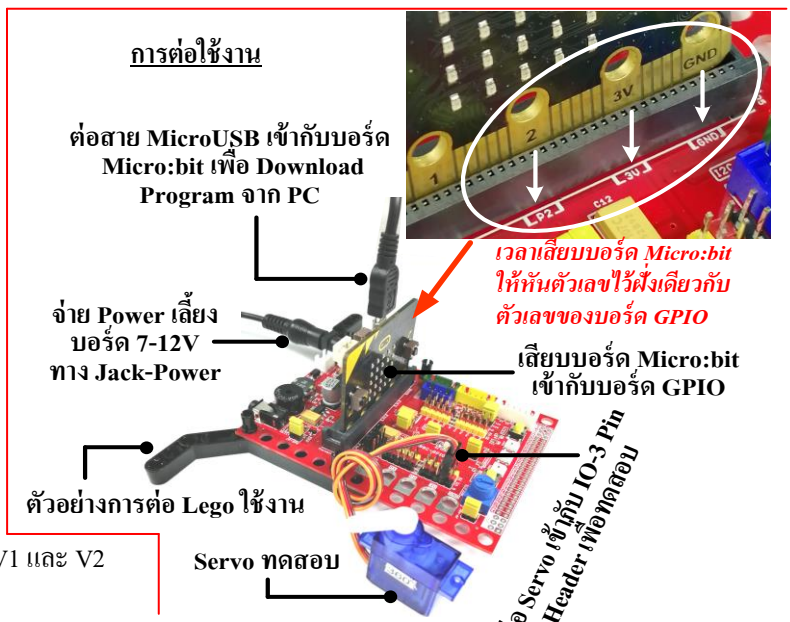 การต่อใช้งาน
ต่อสาย MicroUSB เข้ากับบอร์ด
Micro:bit เพื่อ Download
Program จาก PC
1
2
3V
GND
P2
3V
GND
C12
เวลาเสียบบอร์ด Micro:bit
ให้หันตัวเลขไว้ฝั่งเดียวกับ
ตัวเลขของบอร์ด GPIO
จ่าย Power เลี้ยง
บอร์ด 7-12V
ทาง Jack-Power
เสียบบอร์ด Micro:bit
เข้ากับบอร์ด GPIO
ตัวอย่างการต่อ Lego ใช้งาน
Servo เข้ากับ IO-3 Pin
Header เพื่อทดสอบ
V1 และ V2
Servo ทดสอบ